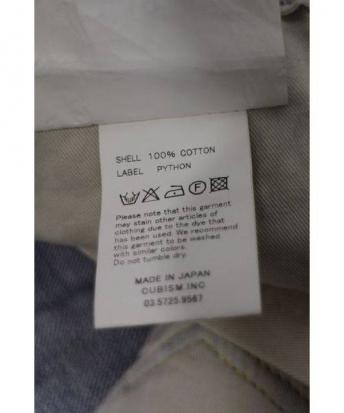 SHELL 100% COTTON
LABEL PYTHON
Please note that this garment
may stain other articles of
clothing due to the dye that
has been used. We recommend
this garment to be washed
with similar colors.
Do not tumble dry.
MADE IN JAPAN
CUBISM.INC
03.5725.9567